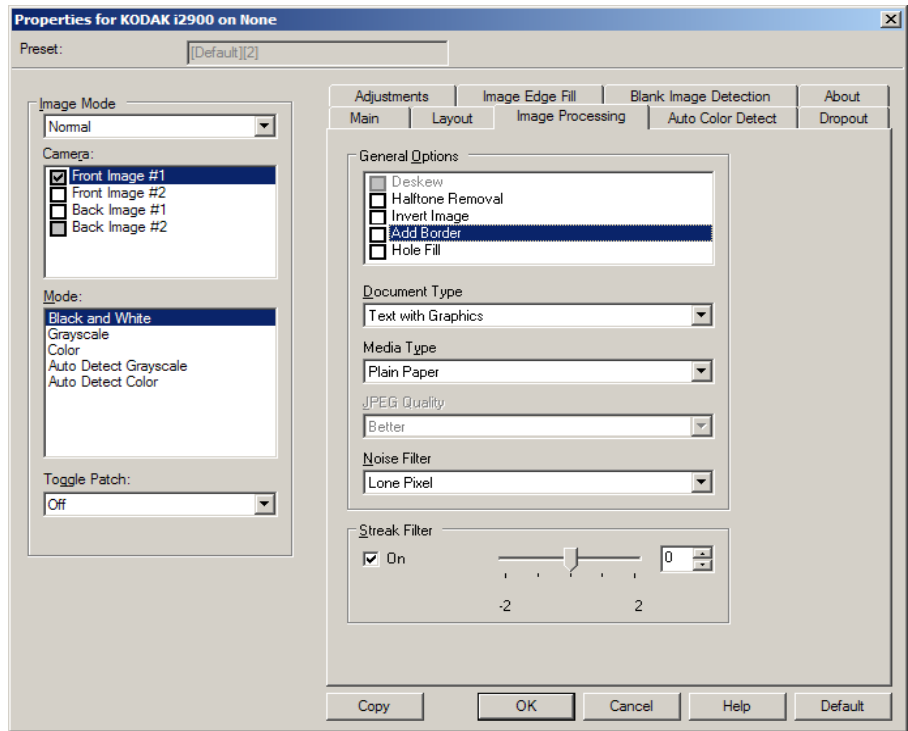 Properties for KODAK i2900 on None
Preset:
[Default][2]
Image Mode
Normal
Camera:
Front Image #1
Front Image #2
Back Image #1
Back Image #2
Mode:
Black and White
Grayscale
Color
Auto Detect Grayscale
Auto Detect Color
Toggle Patch:
Off
Adjustments
Image Edge Fill
Blank Image Detection
About
Main
Layout
Image Processing
Auto Color Detect
Dropout
General Options
Deskew
Halftone Removal
Invert Image
Add Border
Hole Fill
Document Type
Text with Graphics
Media Type
Plain Paper
JPEG Quality
Better
Noise Filter
Lone Pixel
Streak Filter
On
0
-2 2
Copy
OK
Cancel
Help
Default